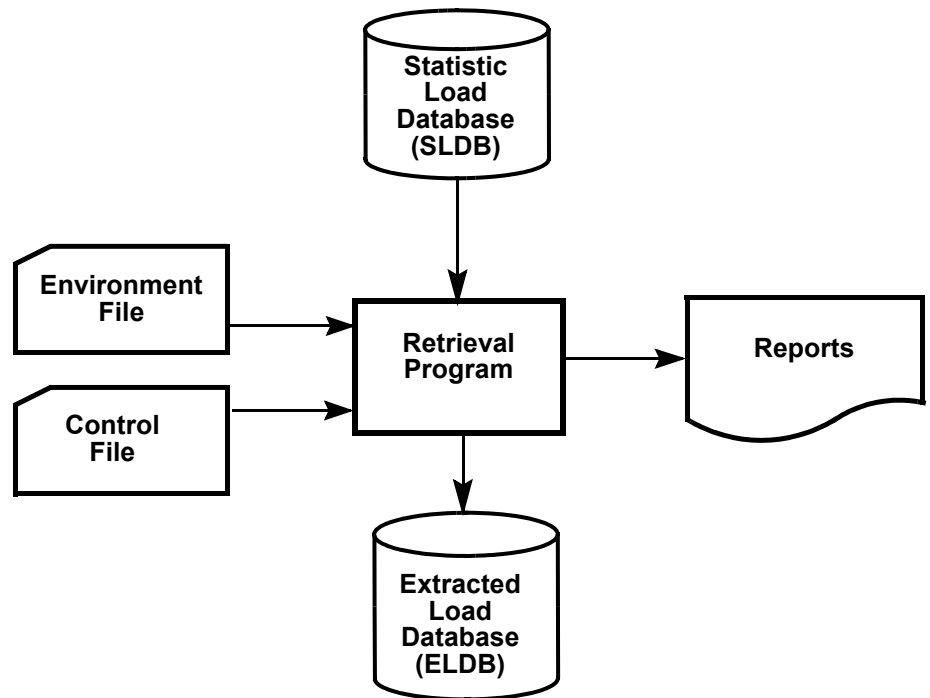 Statistic
Load
Database
(SLDB)
Environment
File
Control
File
Retrieval
Program
Reports
Extracted
Load
Database
(ELDB)